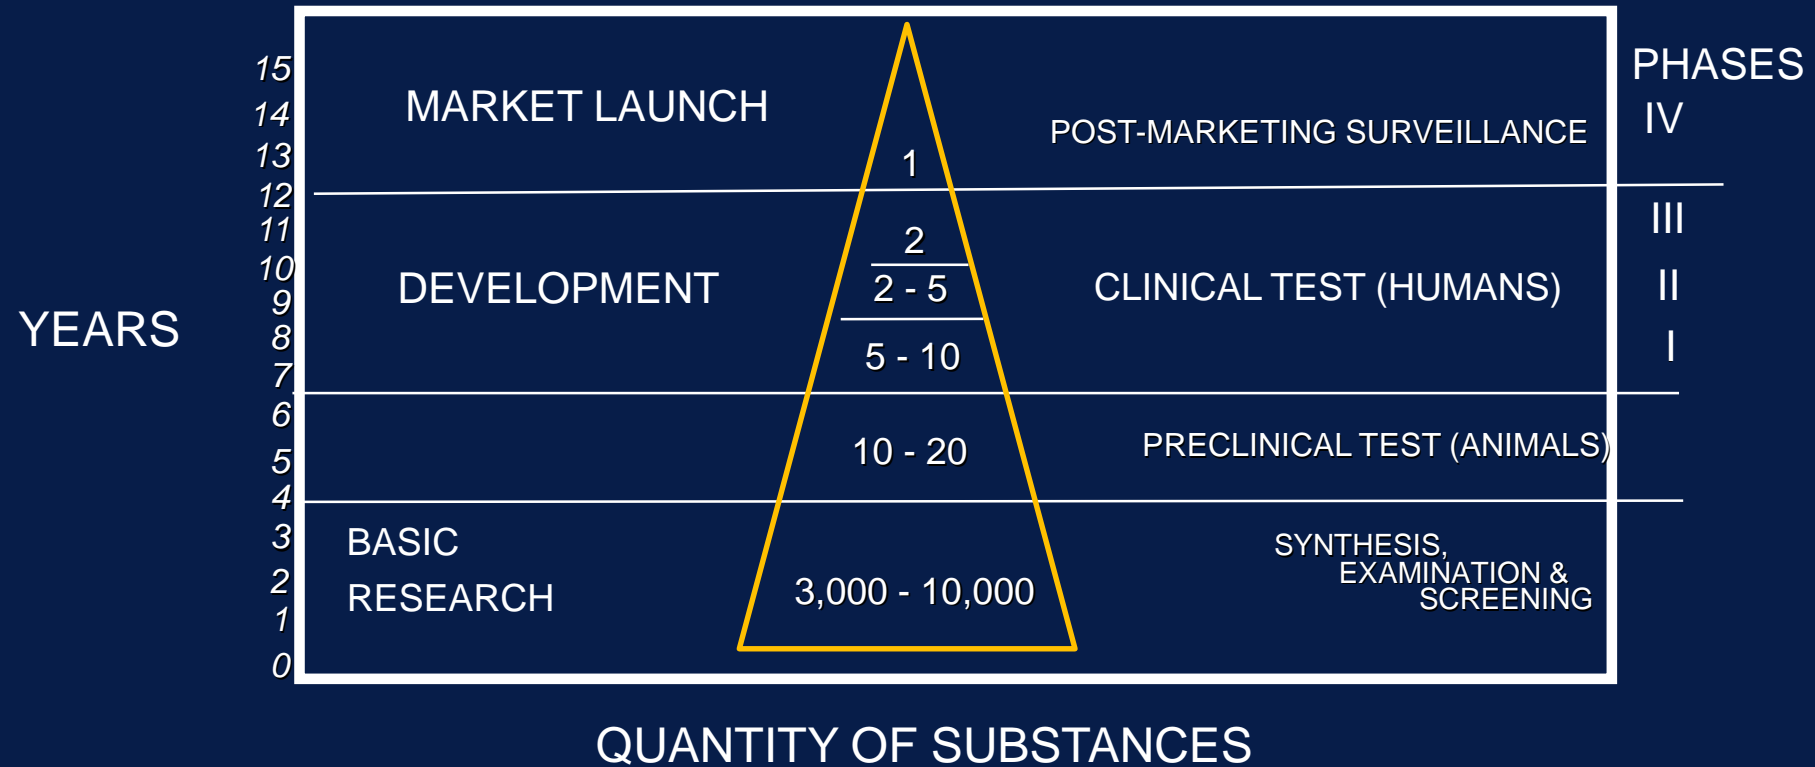 PHASES
15
MARKET LAUNCH
14
IV
POST-MARKETING SURVEILLANCE
13
1
12
11
III
2
10
DEVELOPMENT
2 - 5
CLINICAL TEST (HUMANS)
II
9
YEARS
8
5 - 10
I
7
6
10 - 20
PRECLINICAL TEST (ANIMALS)
5
4
3
BASIC
SYNTHESIS,
EXAMINATION &
2
RESEARCH
3,000 - 10,000
SCREENING
1
0
QUANTITY OF SUBSTANCES